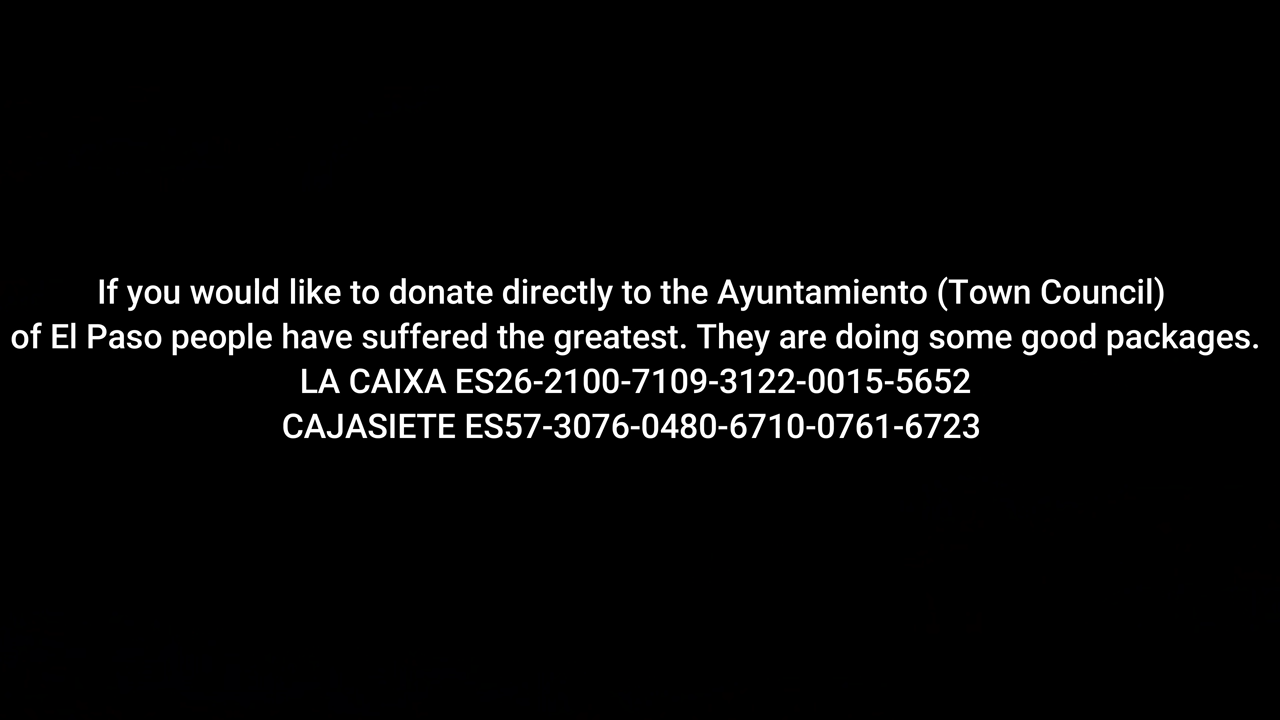 If you would like to donate directly to the Ayuntamiento (Town Council)
of El Paso people have suffered the greatest. They are doing some good packages.
LA CAIXA ES26-2100-7109-3122-0015-5652
CAJASIETE ES57-3076-0480-6710-0761-6723